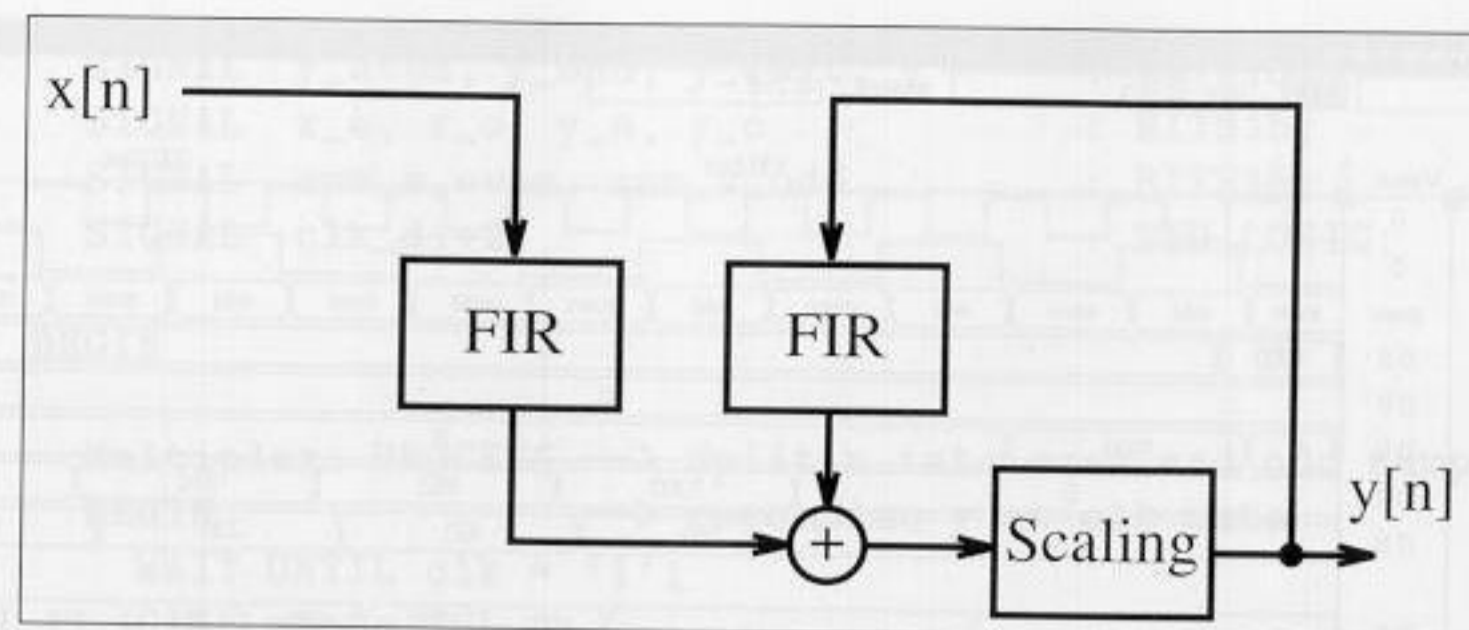 x[n]
FIR
FIR
+
Scaling
y[n]